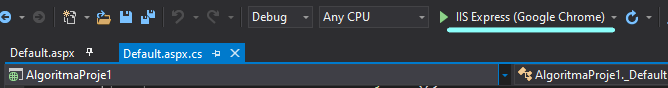 Debug Any CPU IIS Express (Google Chrome)
Default.aspx Default.aspx.cs
AlgoritmaProje1 AlgoritmaProje1._Default